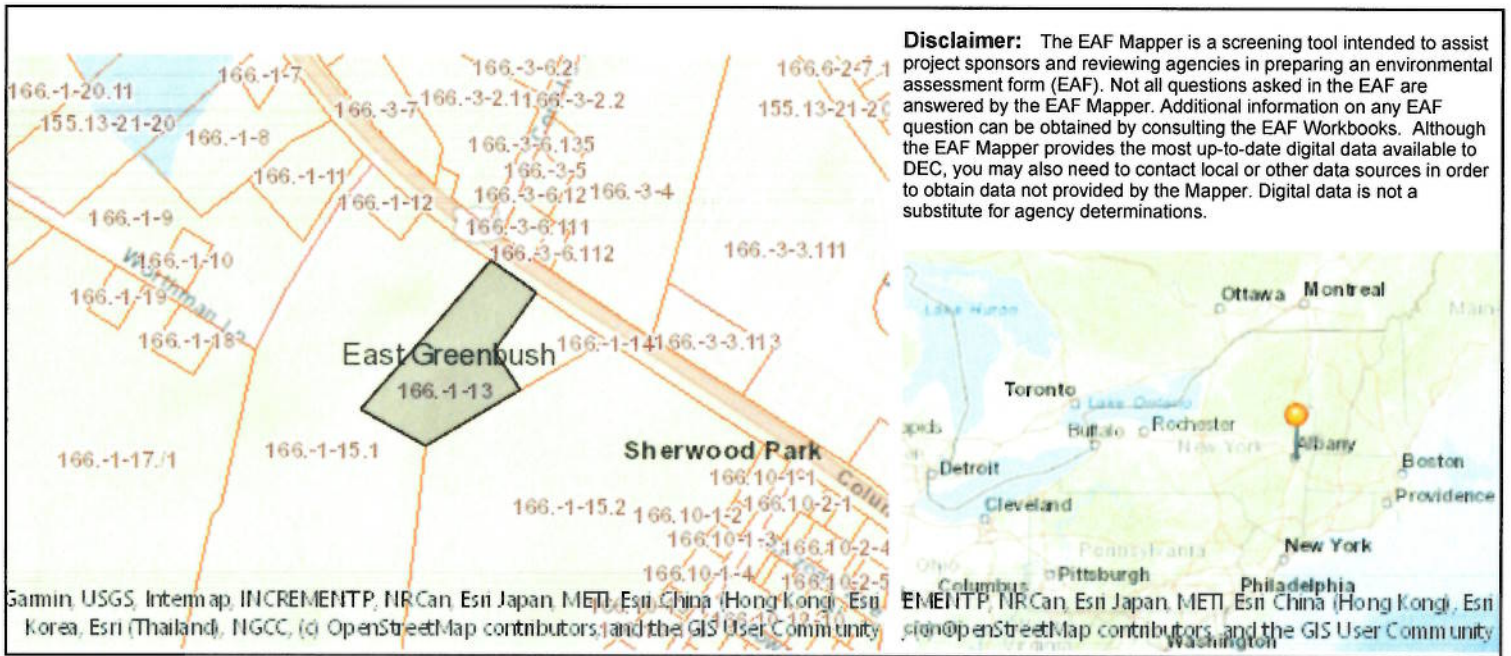 Disclaimer: The EAF Mapper is a screening tool intended to assist
project sponsors and reviewing agencies in preparing an environmental
assessment form (EAF). Not all questions asked in the EAF are
answered by the EAF Mapper. Additional information on any EAF
question can be obtained by consulting the EAF Workbooks. Although
the EAF Mapper provides the most up-to-date digital data available to
DEC, you may also need to contact local or other data sources in order
to obtain data not provided by the Mapper. Digital data is not a
substitute for agency determinations.
166.-1-7
166.-3-6.2
166.6-2-7.1
166.-1-20.11
166.-3-7
166.-3-2.11
166.-3-2.2
155.13-21-20
155.13-21-20
166.-1-8
166.-3-6.135
166.-3-5
166.-1-11
166.-3-6.12
166.-3-4
166.-1-12
166.-1-9
166.-3-6.111
166.-3-6.112
166.-3-3.111
166.-1-10
Worthman
166.-1-19
166.-1-18
East Greenbush
166.-1-14
166.-3-3.113
166.-1-13
166.-1-15.1
166.-1-17./1
Sherwood Park
166.10-1-1
166.-1-15.2
166.10-1-2
166.10-2-1
166.10-1-3
166.10-2-4
166.10-1-4
166.10-2-5
Garmin, USGS, Intermap, INCREMENT P, NRCan, Esri Japan, METI, Esri China (Hong Kong), Esri
Korea, Esri (Thailand), NGCC, (c) OpenStreetMap contributors, and the GIS User Community
Ottawa
Montreal
Lake Huron
Toronto
Lake Ontario
Buffalo
Rochester
New York
Albany
Detroit
Boston
Cleveland
Providence
Pennsylvania
New York
Columbus
Pittsburgh
Philadelphia
EMENT P, NRCan, Esri Japan, METI, Esri China (Hong Kong), Esri
OpenStreetMap contributors, and the GIS User Community
Washington